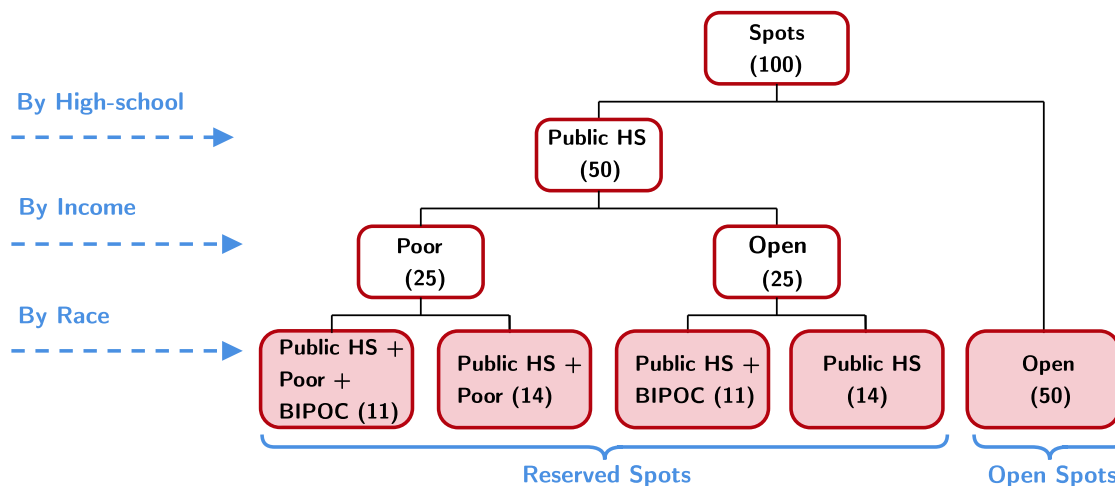 Spots
(100)
By High-school
Public HS
(50)
By Income
Poor
(25)
Open
(25)
By Race
Public HS +
Poor +
BIPOC (11)
Public HS +
Poor (14)
Public HS +
BIPOC (11)
Public HS
(14)
Open
(50)
Reserved Spots
Open Spots